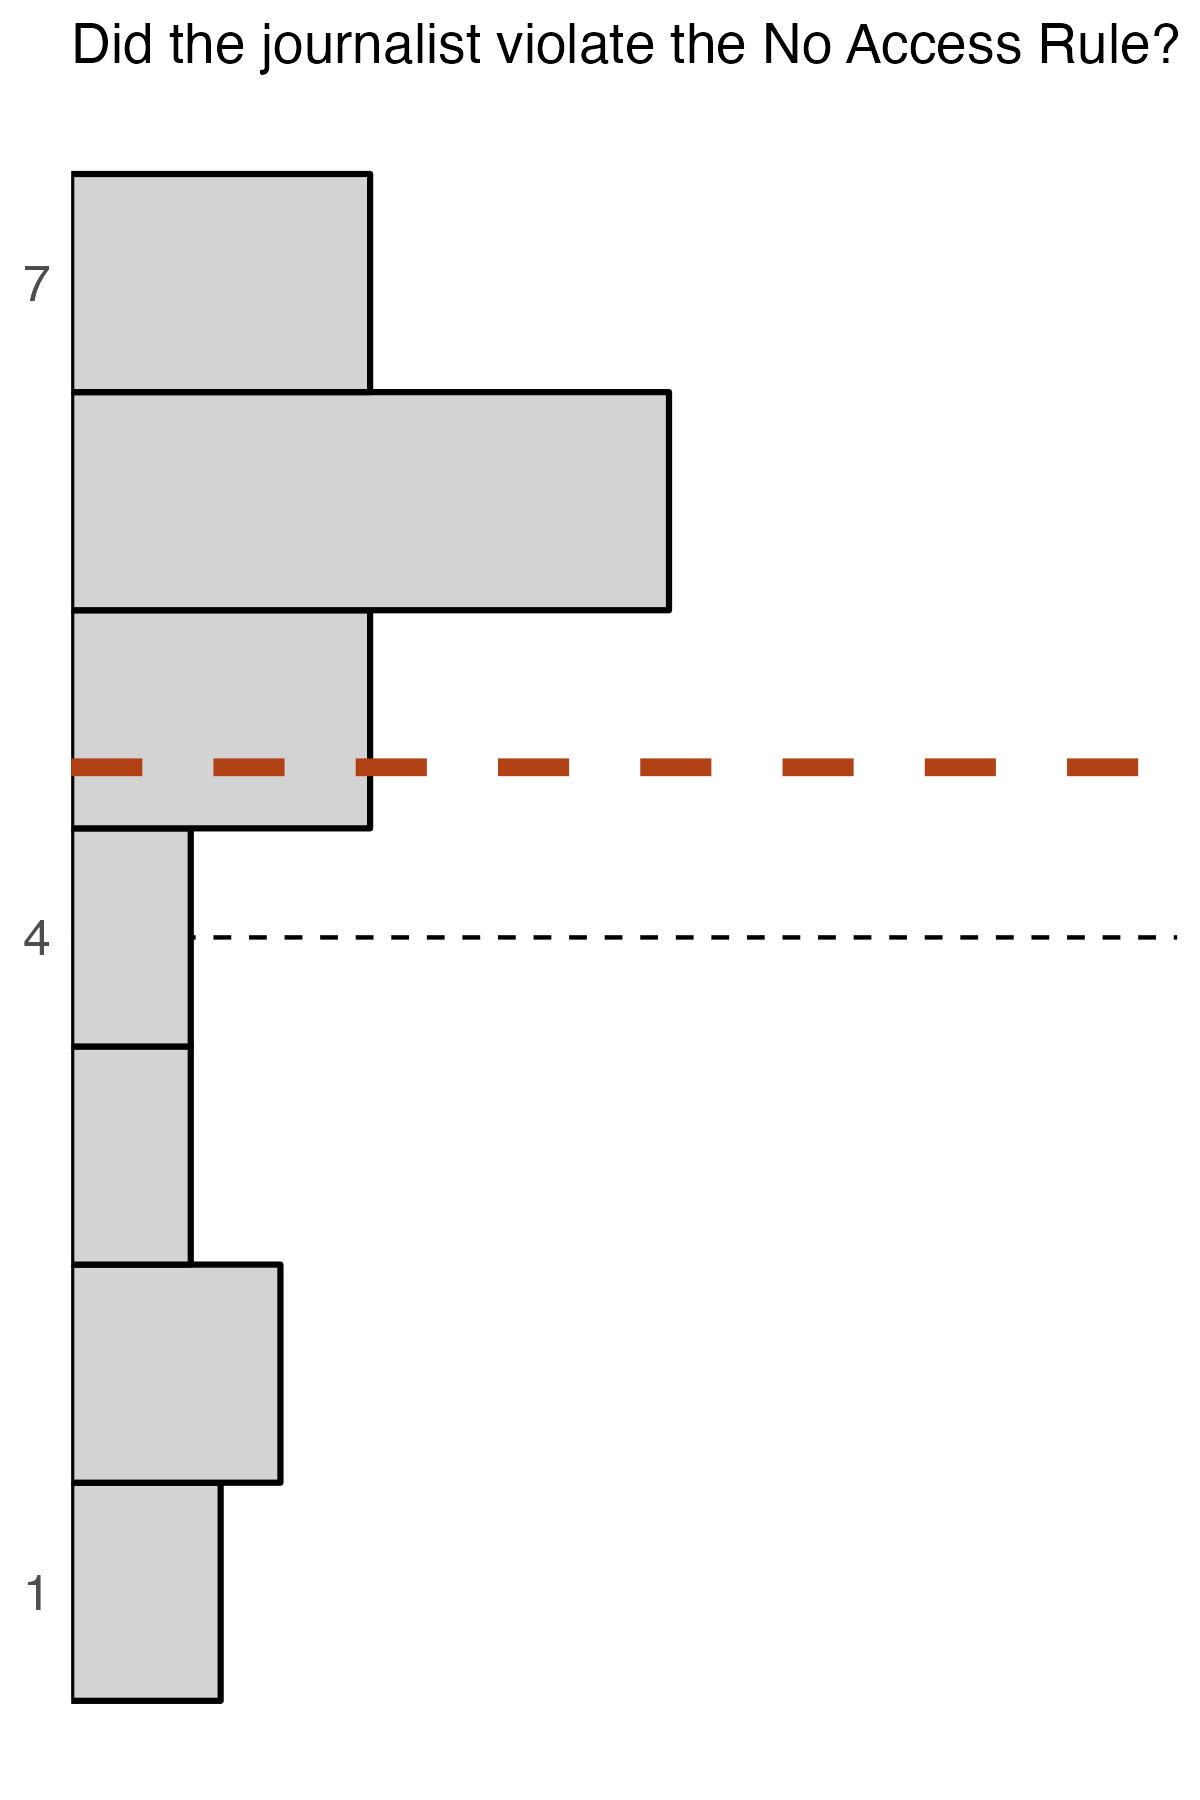 Did the journalist violate the No Access Rule?
7
4
1